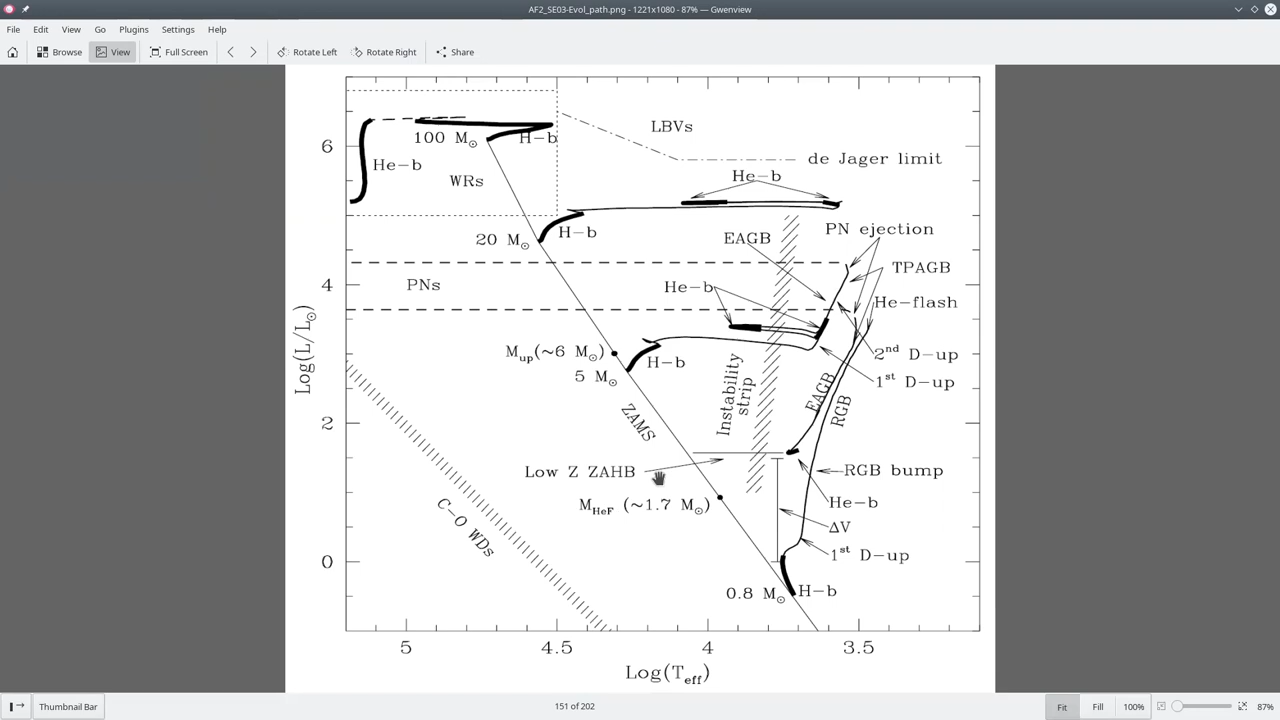 AF2_SE03-Evol_path.png - 1221x1080 - 87% — Gwenview
File Edit View Go Plugins Settings Help
Browse View Full Screen Rotate Left Rotate Right Share
LBVs
100 M⊙ H-b
6
de Jager limit
He-b
He-b
WRs
20 M⊙ H-b
EAGB
PN ejection
TPAGB
4
PNs
He-b
He-flash
Log(L/L⊙)
Mup(~6 M⊙)
2nd D-up
H-b
5 M⊙
1st D-up
Instability
strip
EAGB
RGB
2
ZAMS
Low Z ZAHB
RGB bump
MHeF (~1.7 M⊙)
He-b
C-O WDs
ΔV
0
1st D-up
0.8 M⊙ H-b
5 4.5 4 3.5
Log(Teff)
Thumbnail Bar 151 of 202 Fit Fill 100% 87%